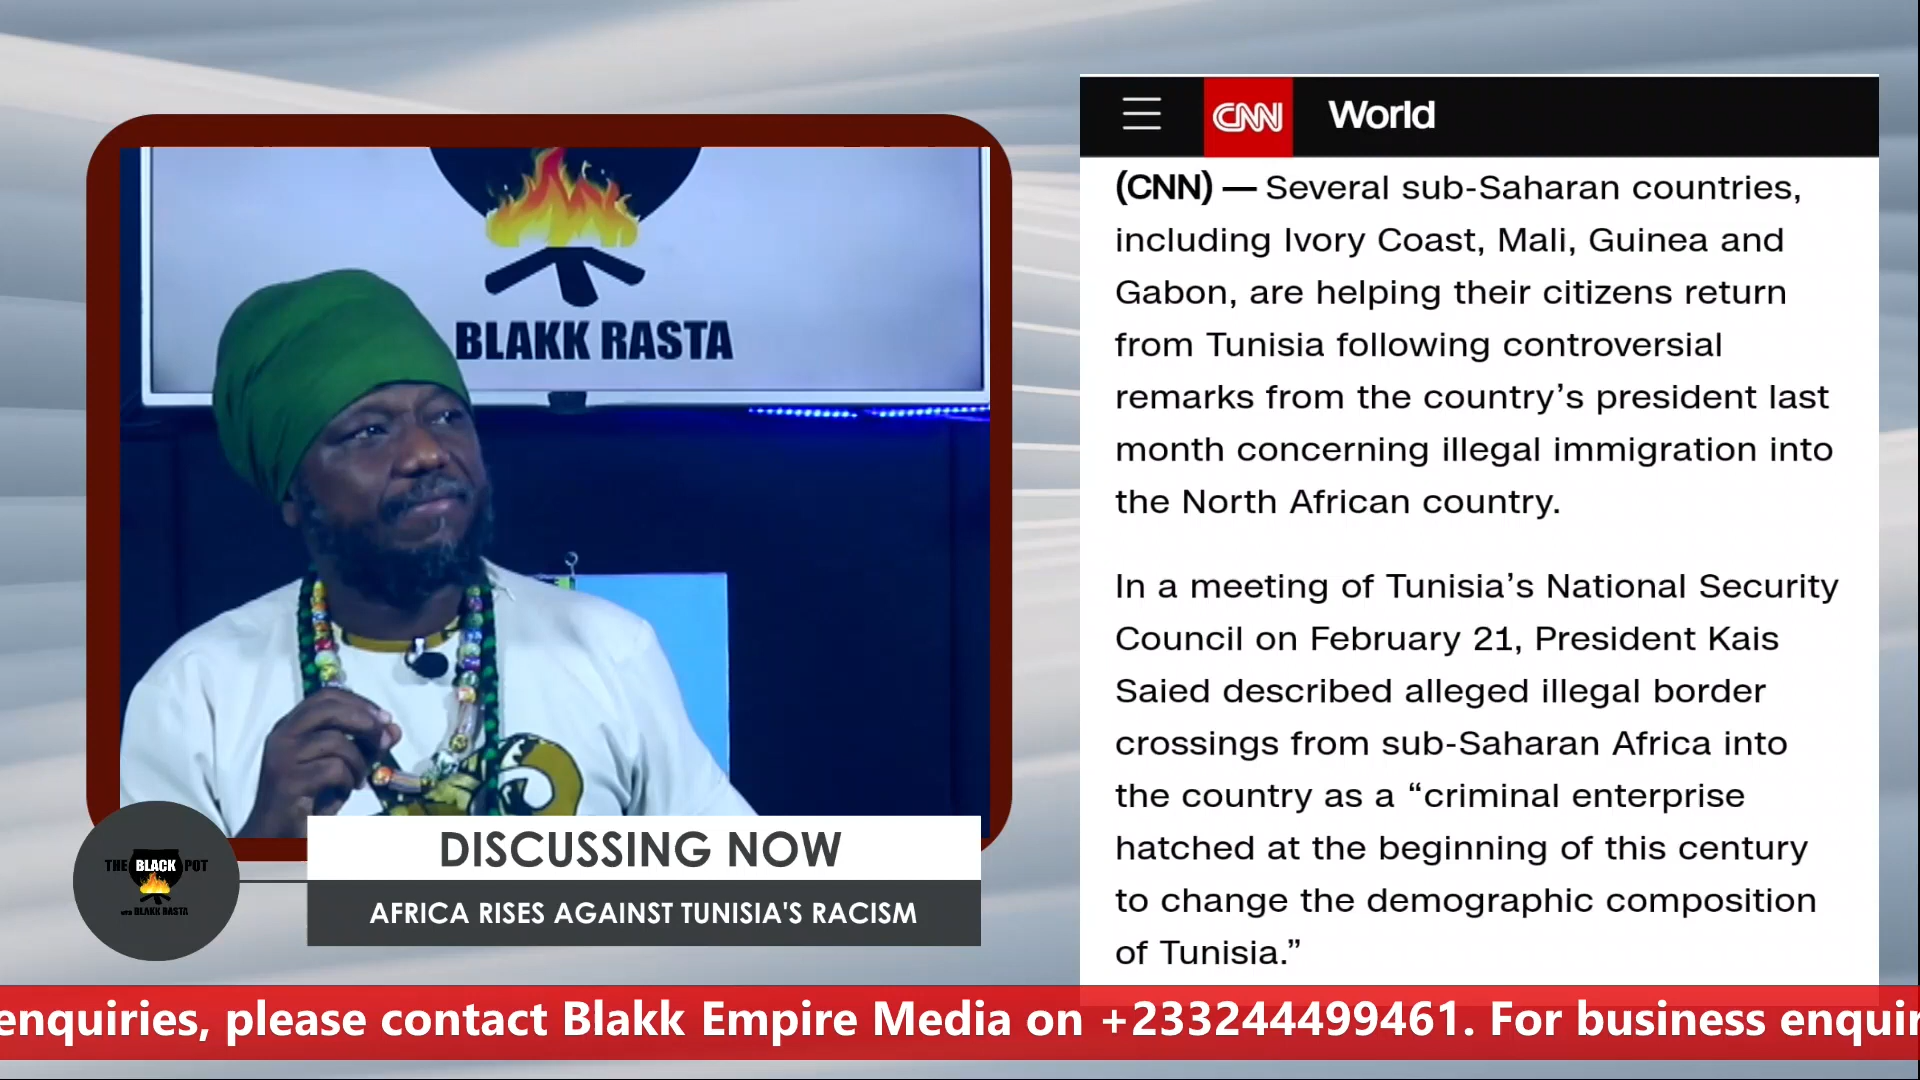 BLAKK RASTA
THE BLACK POT
WITH BLAKK RASTA
DISCUSSING NOW
AFRICA RISES AGAINST TUNISIA'S RACISM
CNN World
(CNN) — Several sub-Saharan countries,
including Ivory Coast, Mali, Guinea and
Gabon, are helping their citizens return
from Tunisia following controversial
remarks from the country’s president last
month concerning illegal immigration into
the North African country.
In a meeting of Tunisia’s National Security
Council on February 21, President Kais
Saied described alleged illegal border
crossings from sub-Saharan Africa into
the country as a “criminal enterprise
hatched at the beginning of this century
to change the demographic composition
of Tunisia.”
enquiries, please contact Blakk Empire Media on +233244499461. For business enquir